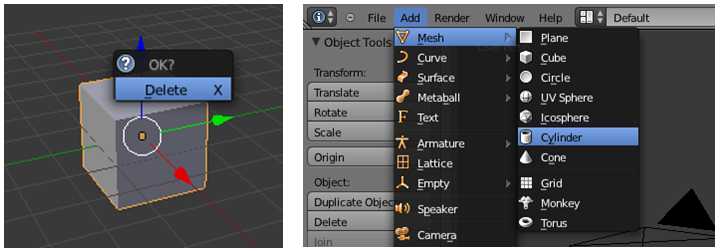 OK?
Delete X
File Add Render Window Help Default
Object Tools
Transform:
Translate
Rotate
Scale
Origin
Object:
Duplicate Objec
Delete
Join
Mesh
Curve
Surface
Metaball
Text
Armature
Lattice
Empty
Speaker
Camera
Plane
Cube
Circle
UV Sphere
Icosphere
Cylinder
Cone
Grid
Monkey
Torus